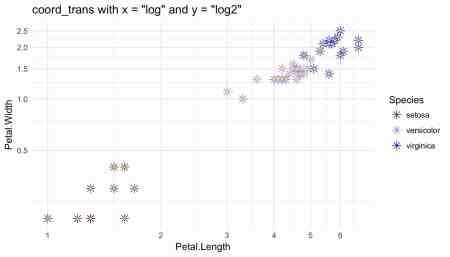 coord_trans with x = "log" and y = "log2"
Petal.Width
2.5
2.0
1.5
1.0
0.5
1
2
3
4
5
6
Petal.Length
Species
setosa
versicolor
virginica